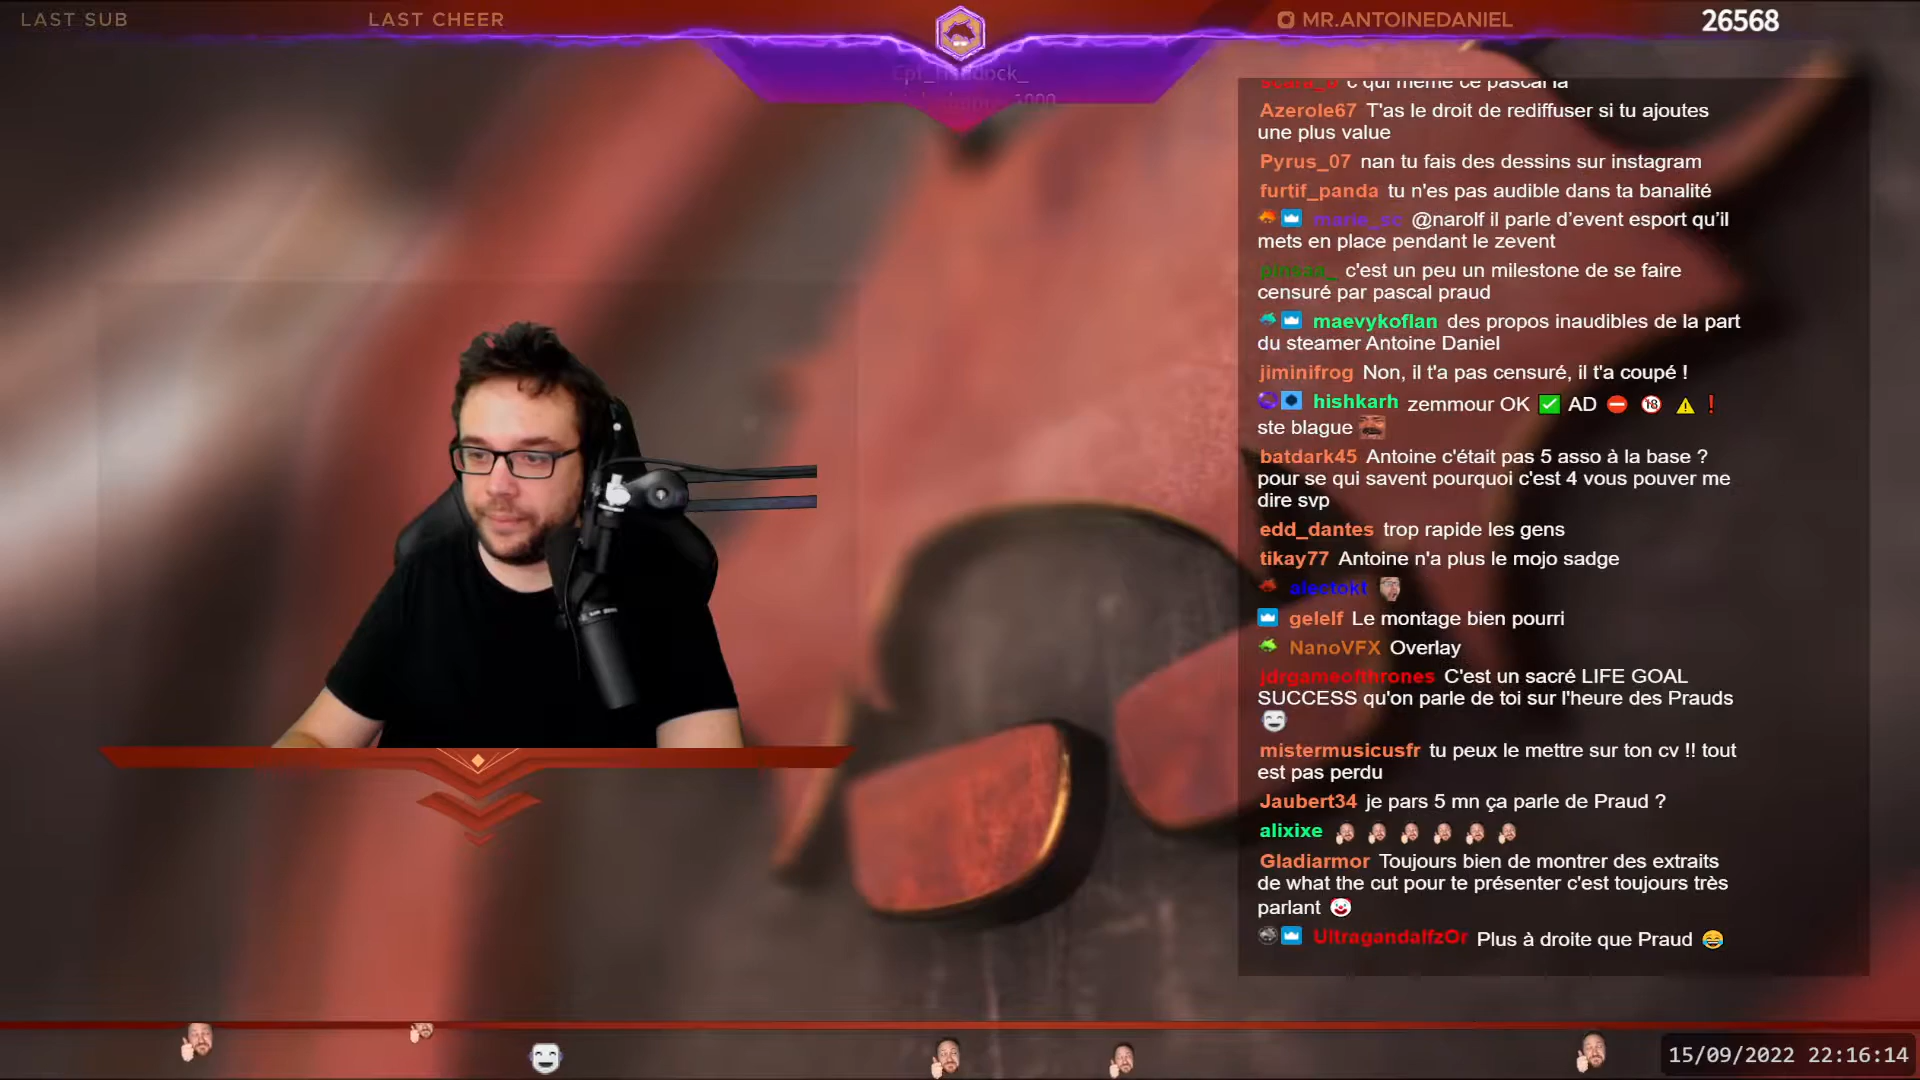 LAST SUB
LAST CHEER
MR.ANTOINEDANIEL
26568
c qui meme ce pascal la
Azerole67 T'as le droit de rediffuser si tu ajoutes
une plus value
Pyrus_07 nan tu fais des dessins sur instagram
furtif_panda tu n'es pas audible dans ta banalité
marie_sc @narolf il parle d'event esport qu'il
mets en place pendant le zevent
c'est un peu un milestone de se faire
censuré par pascal praud
maevykoflan des propos inaudibles de la part
du steamer Antoine Daniel
jiminifrog Non, il t'a pas censuré, il t'a coupé !
hishkarh zemmour OK ✅ AD ⛔ 🔞 ⚠ ❗
ste blague
batdark45 Antoine c'était pas 5 asso à la base ?
pour se qui savent pourquoi c'est 4 vous pouver me
dire svp
edd_dantes trop rapide les gens
tikay77 Antoine n'a plus le mojo sadge
alectokt
gelelf Le montage bien pourri
NanoVFX Overlay
jdrgameofthrones C'est un sacré LIFE GOAL
SUCCESS qu'on parle de toi sur l'heure des Prauds
mistermusicusfr tu peux le mettre sur ton cv !! tout
est pas perdu
Jaubert34 je pars 5 mn ça parle de Praud ?
alixixe
Gladiarmor Toujours bien de montrer des extraits
de what the cut pour te présenter c'est toujours très
parlant 🤡
UltragandalfzOr Plus à droite que Praud 😂
15/09/2022 22:16:14